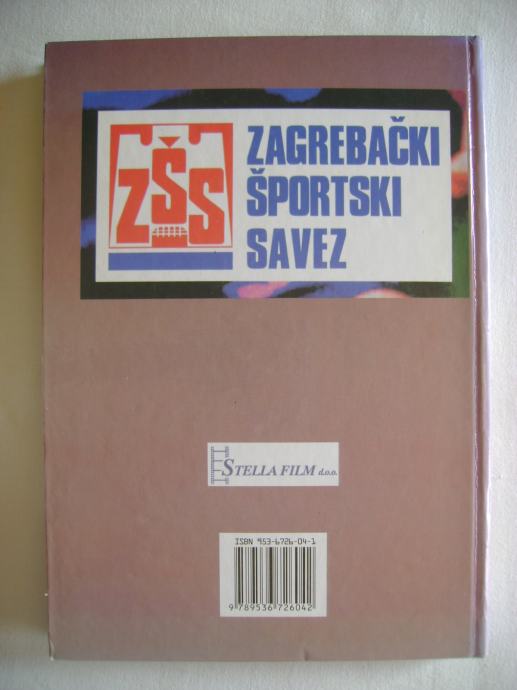 ZŠS
ZAGREBAČKI
ŠPORTSKI
SAVEZ
STELLA FILM d.o.o.
ISBN 953-6726-04-1
9 789536 726042